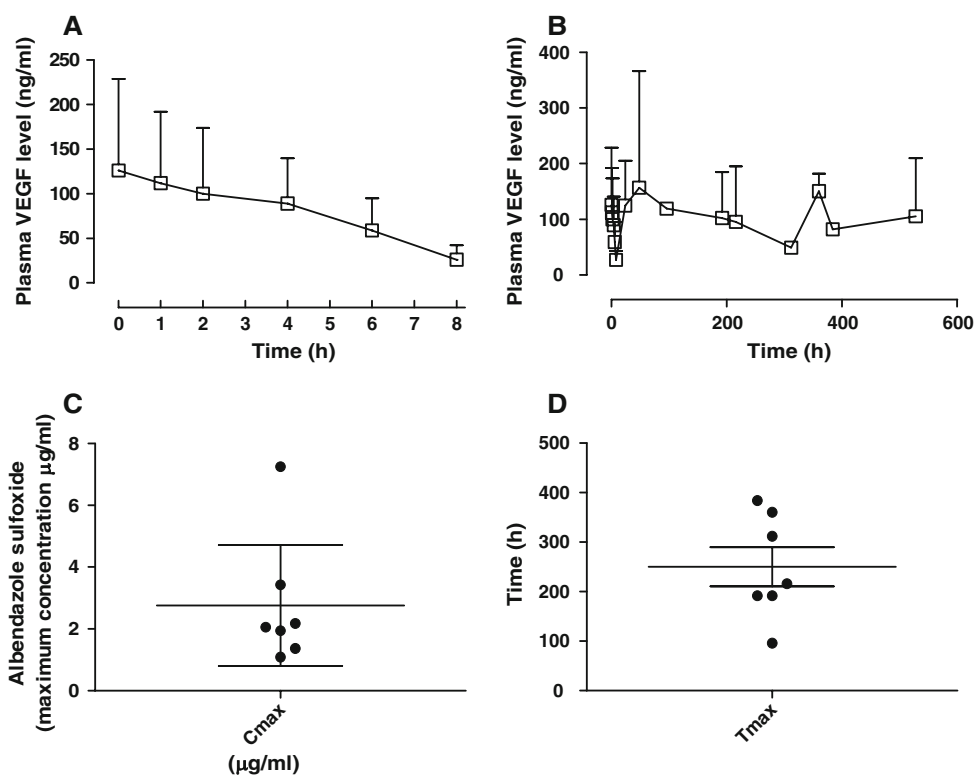 A
Plasma VEGF level (ng/ml)
250
200
150
100
50
0
0 1 2 3 4 5 6 7 8
Time (h)
B
Plasma VEGF level (ng/ml)
400
300
200
100
0
0 200 400 600
Time (h)
C
Albendazole sulfoxide
(maximum concentration µg/ml)
8
6
4
2
0
Cmax
(µg/ml)
D
Time (h)
500
400
300
200
100
0
Tmax